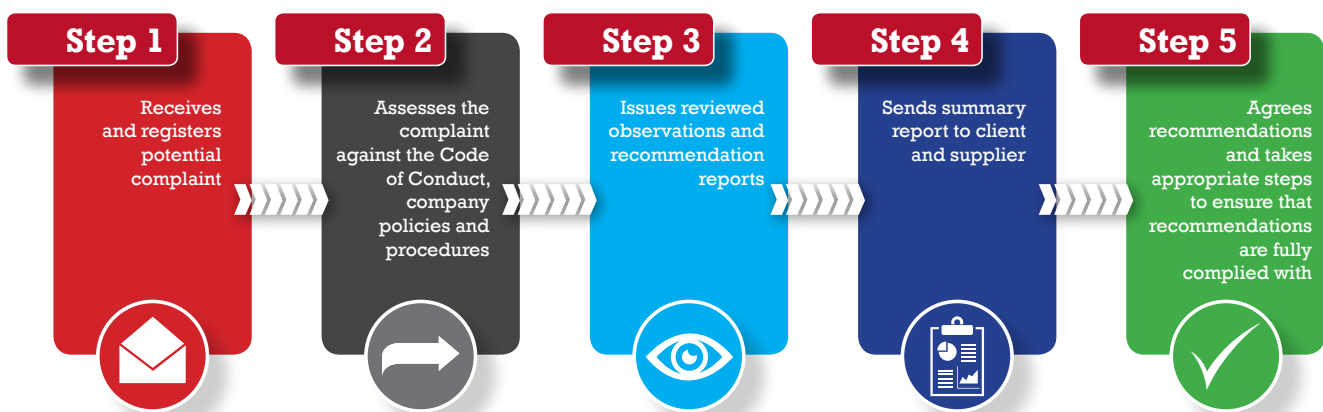 Step 1
Receives
and registers
potential
complaint
Step 2
Assesses the
complaint
against the Code
of Conduct,
company
policies and
procedures
Step 3
Issues reviewed
observations and
recommendation
reports
Step 4
Sends summary
report to client
and supplier
Step 5
Agrees
recommendations
and takes
appropriate steps
to ensure that
recommendations
are fully
complied with